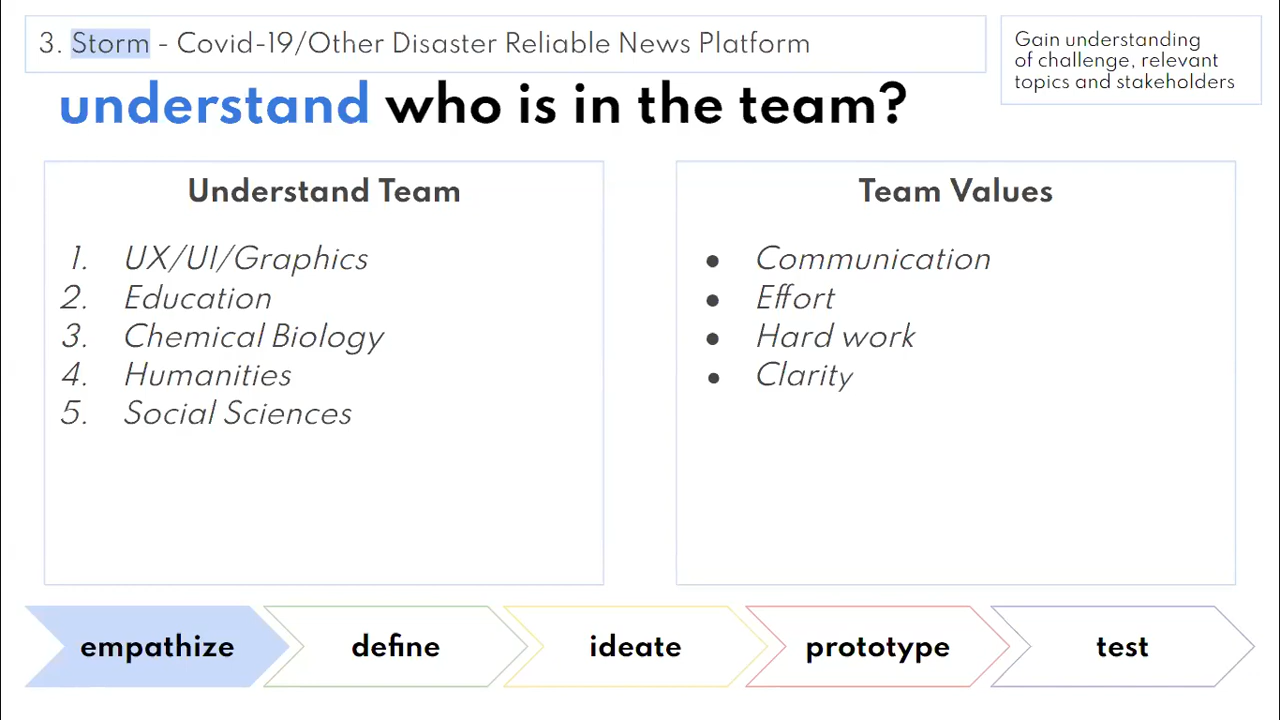 3. Storm - Covid-19/Other Disaster Reliable News Platform
Gain understanding
of challenge, relevant
topics and stakeholders
understand who is in the team?
Understand Team
1. UX/UI/Graphics
2. Education
3. Chemical Biology
4. Humanities
5. Social Sciences
Team Values
● Communication
● Effort
● Hard work
● Clarity
empathize
define
ideate
prototype
test